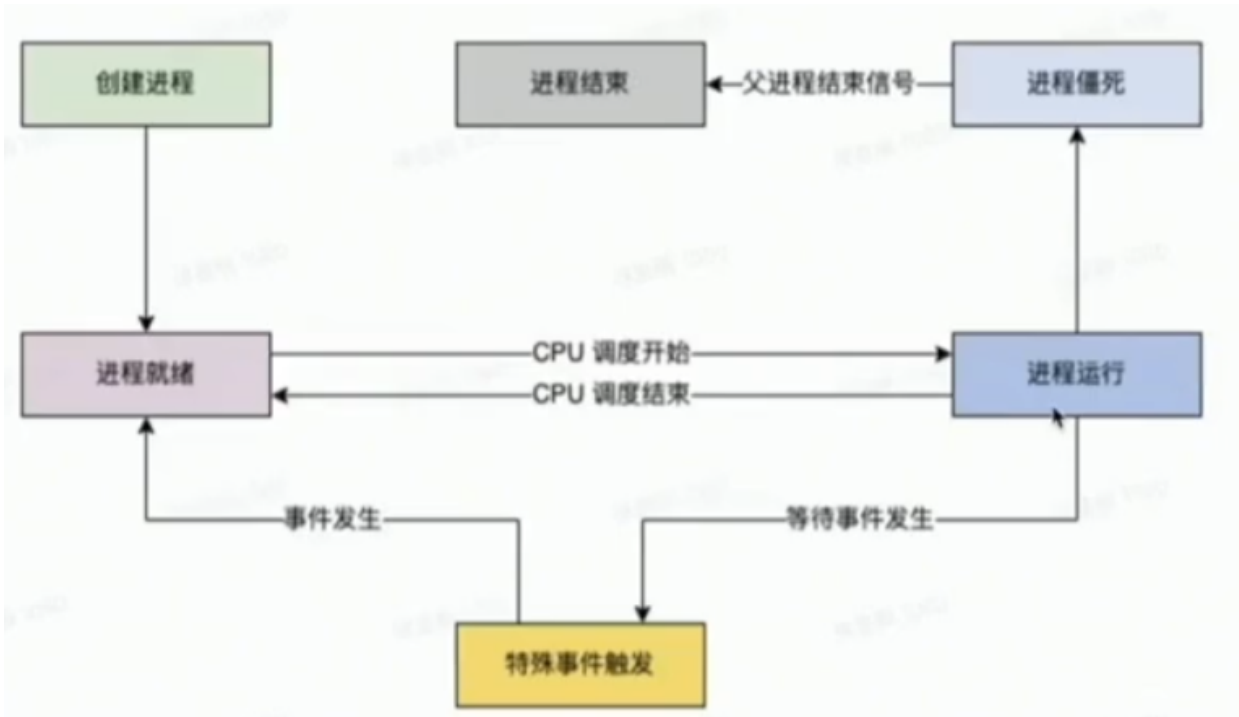 创建进程
进程结束
父进程结束信号
进程僵死
进程就绪
CPU 调度开始
CPU 调度结束
进程运行
事件发生
等待事件发生
特殊事件触发